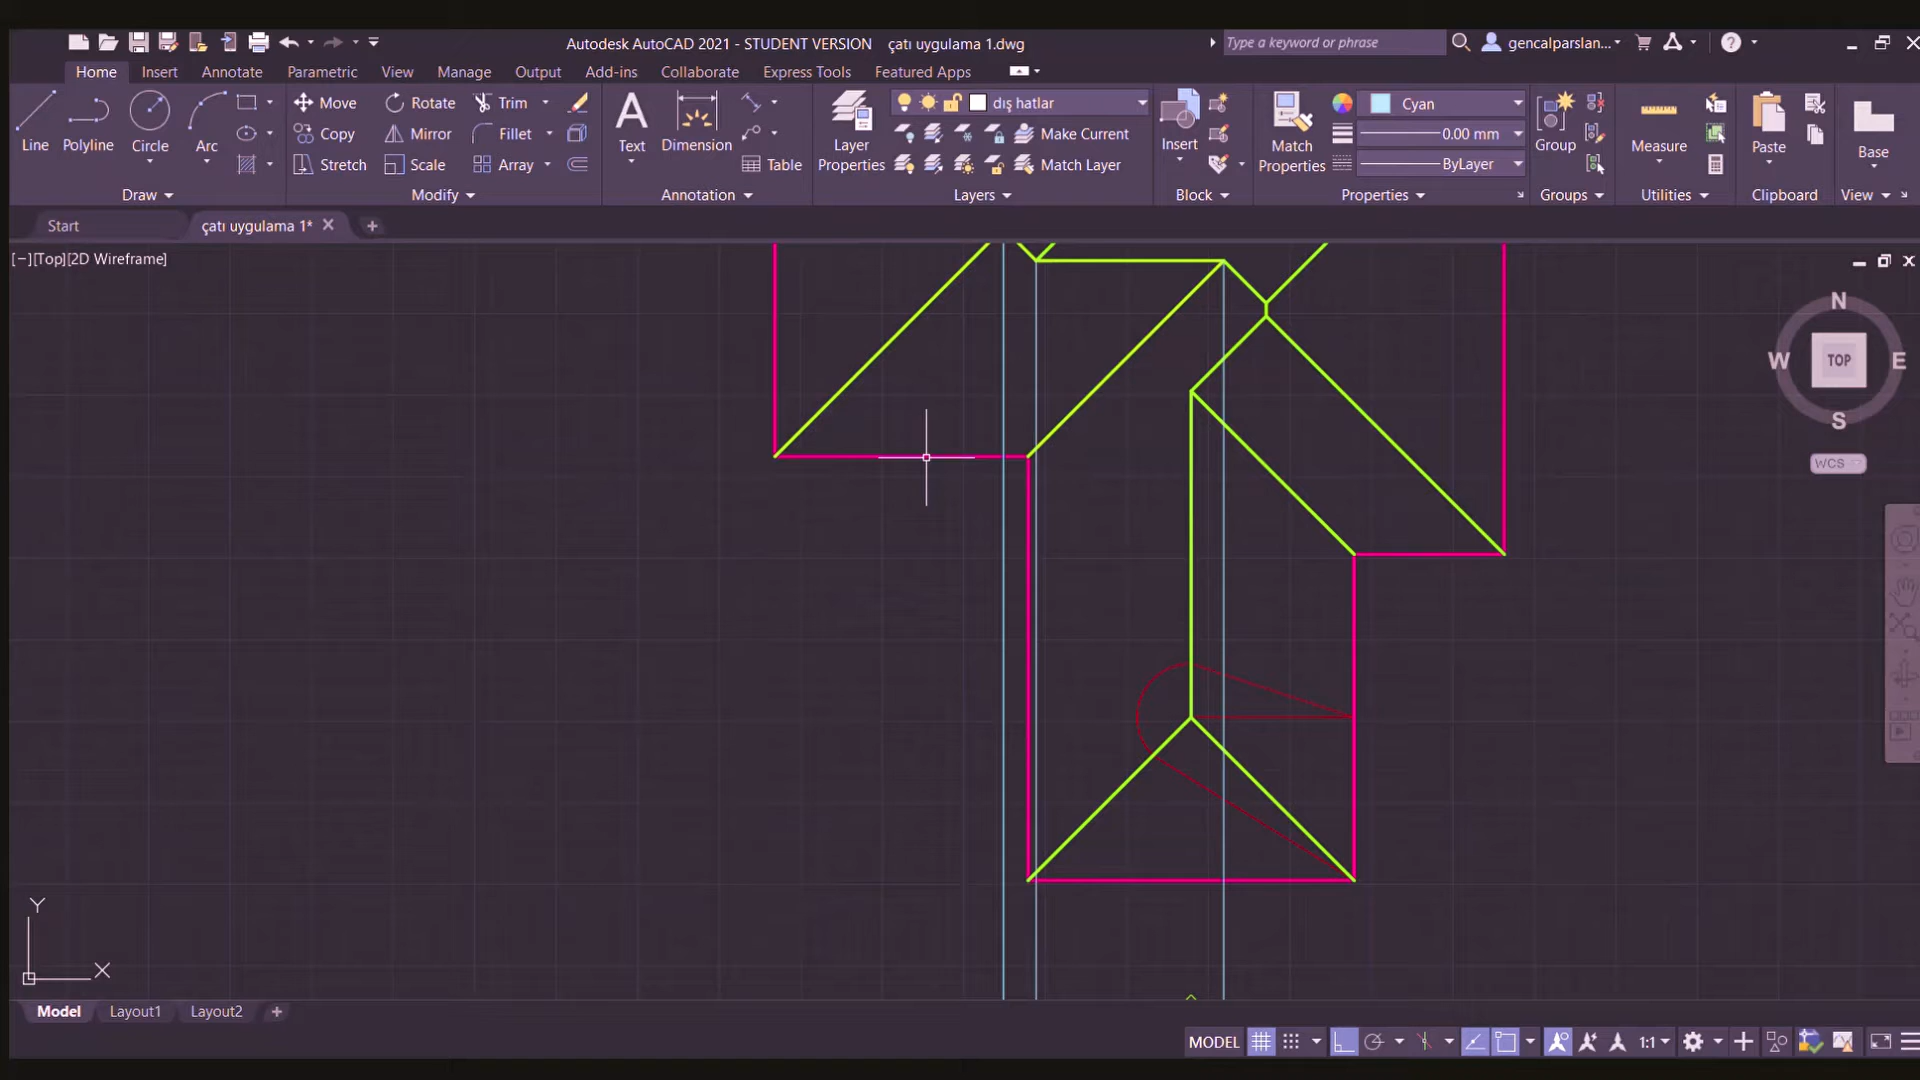 Autodesk AutoCAD 2021 - STUDENT VERSION çatı uygulama 1.dwg
Type a keyword or phrase
gencalparslan...
Home Insert Annotate Parametric View Manage Output Add-ins Collaborate Express Tools Featured Apps
Line
Polyline
Circle
Arc
Draw
Move
Rotate
Trim
Copy
Mirror
Fillet
Stretch
Scale
Array
Modify
Text
Dimension
Table
Annotation
Layer
Properties
dış hatlar
Make Current
Match Layer
Layers
Insert
Block
Match
Properties
Cyan
0.00 mm
ByLayer
Properties
Group
Groups
Measure
Utilities
Paste
Clipboard
Base
View
Start
çatı uygulama 1*
[−][Top][2D Wireframe]
N
W
TOP
E
S
WCS
Y
X
Model Layout1 Layout2
MODEL
1:1